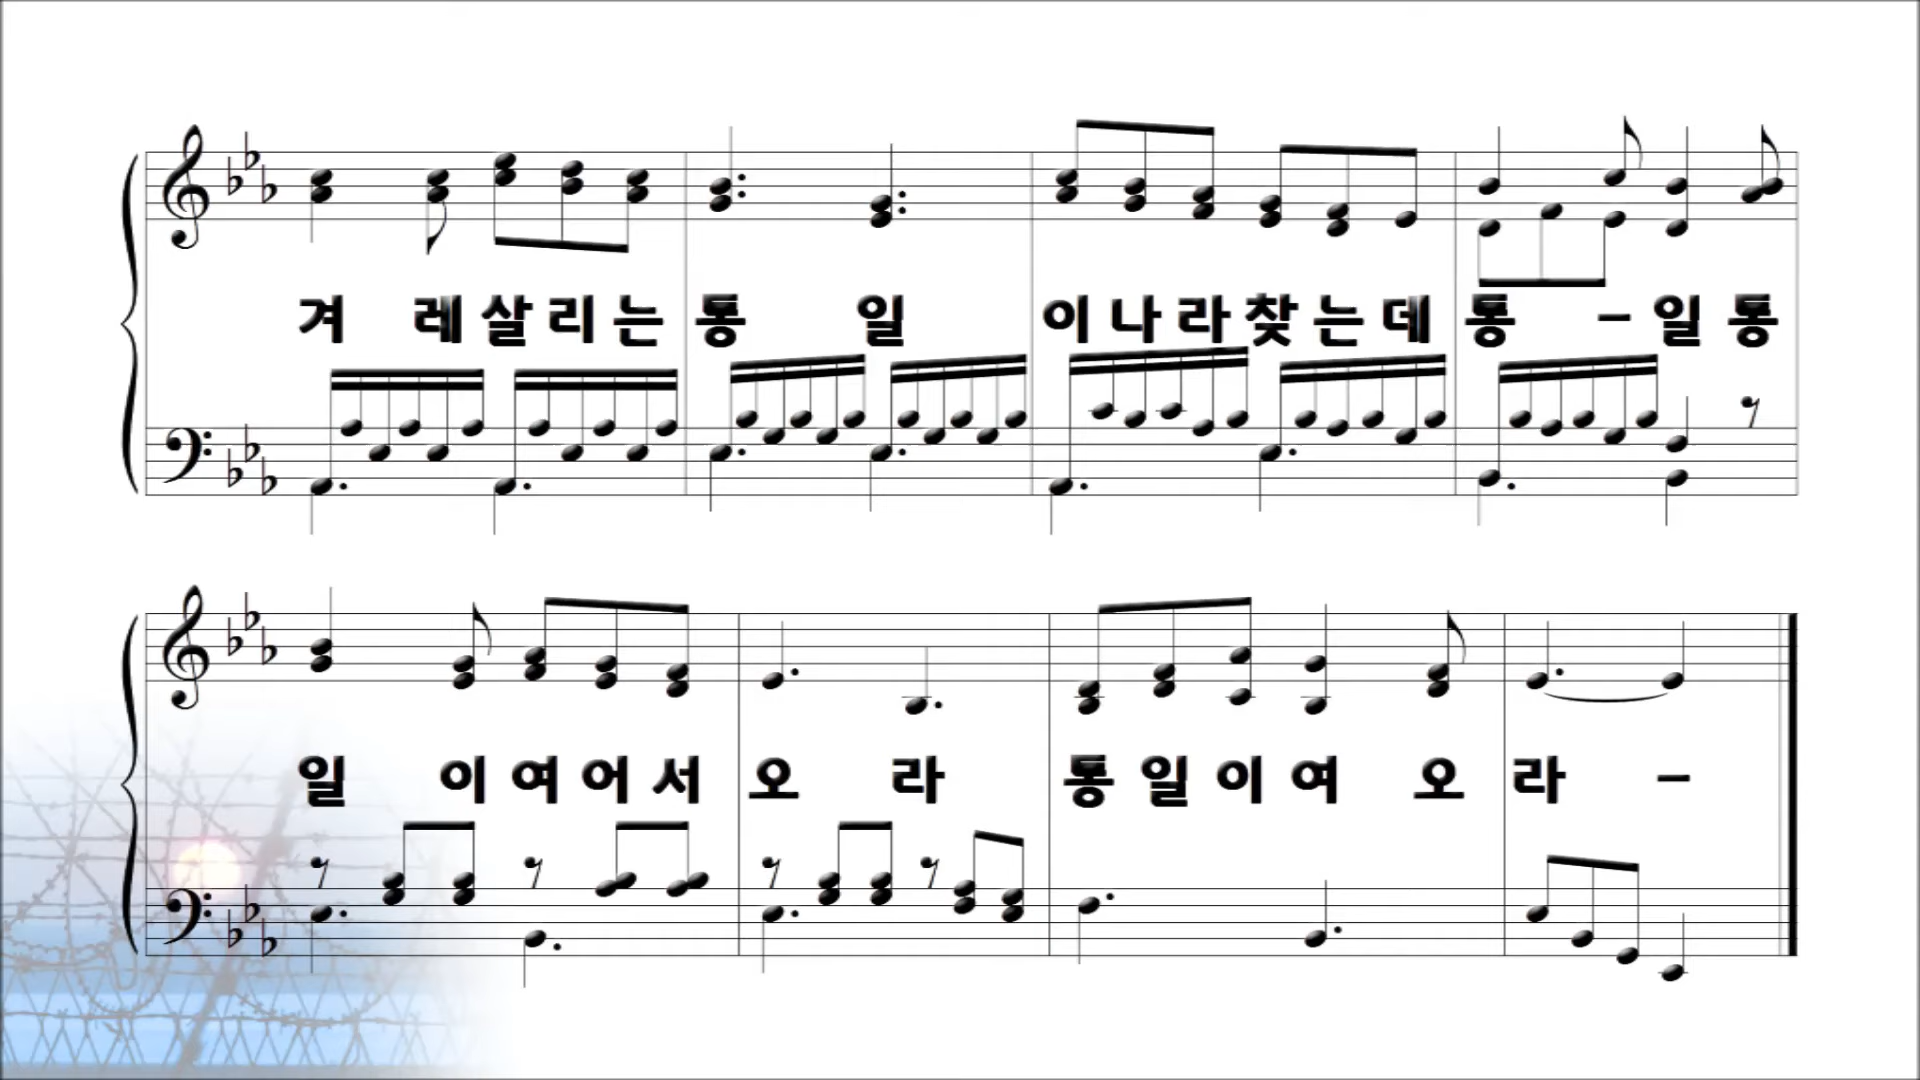 겨 레살리는 통 일 이나라찾는데통 -일통
일 이여어서 오 라 통일이여 오 라 -